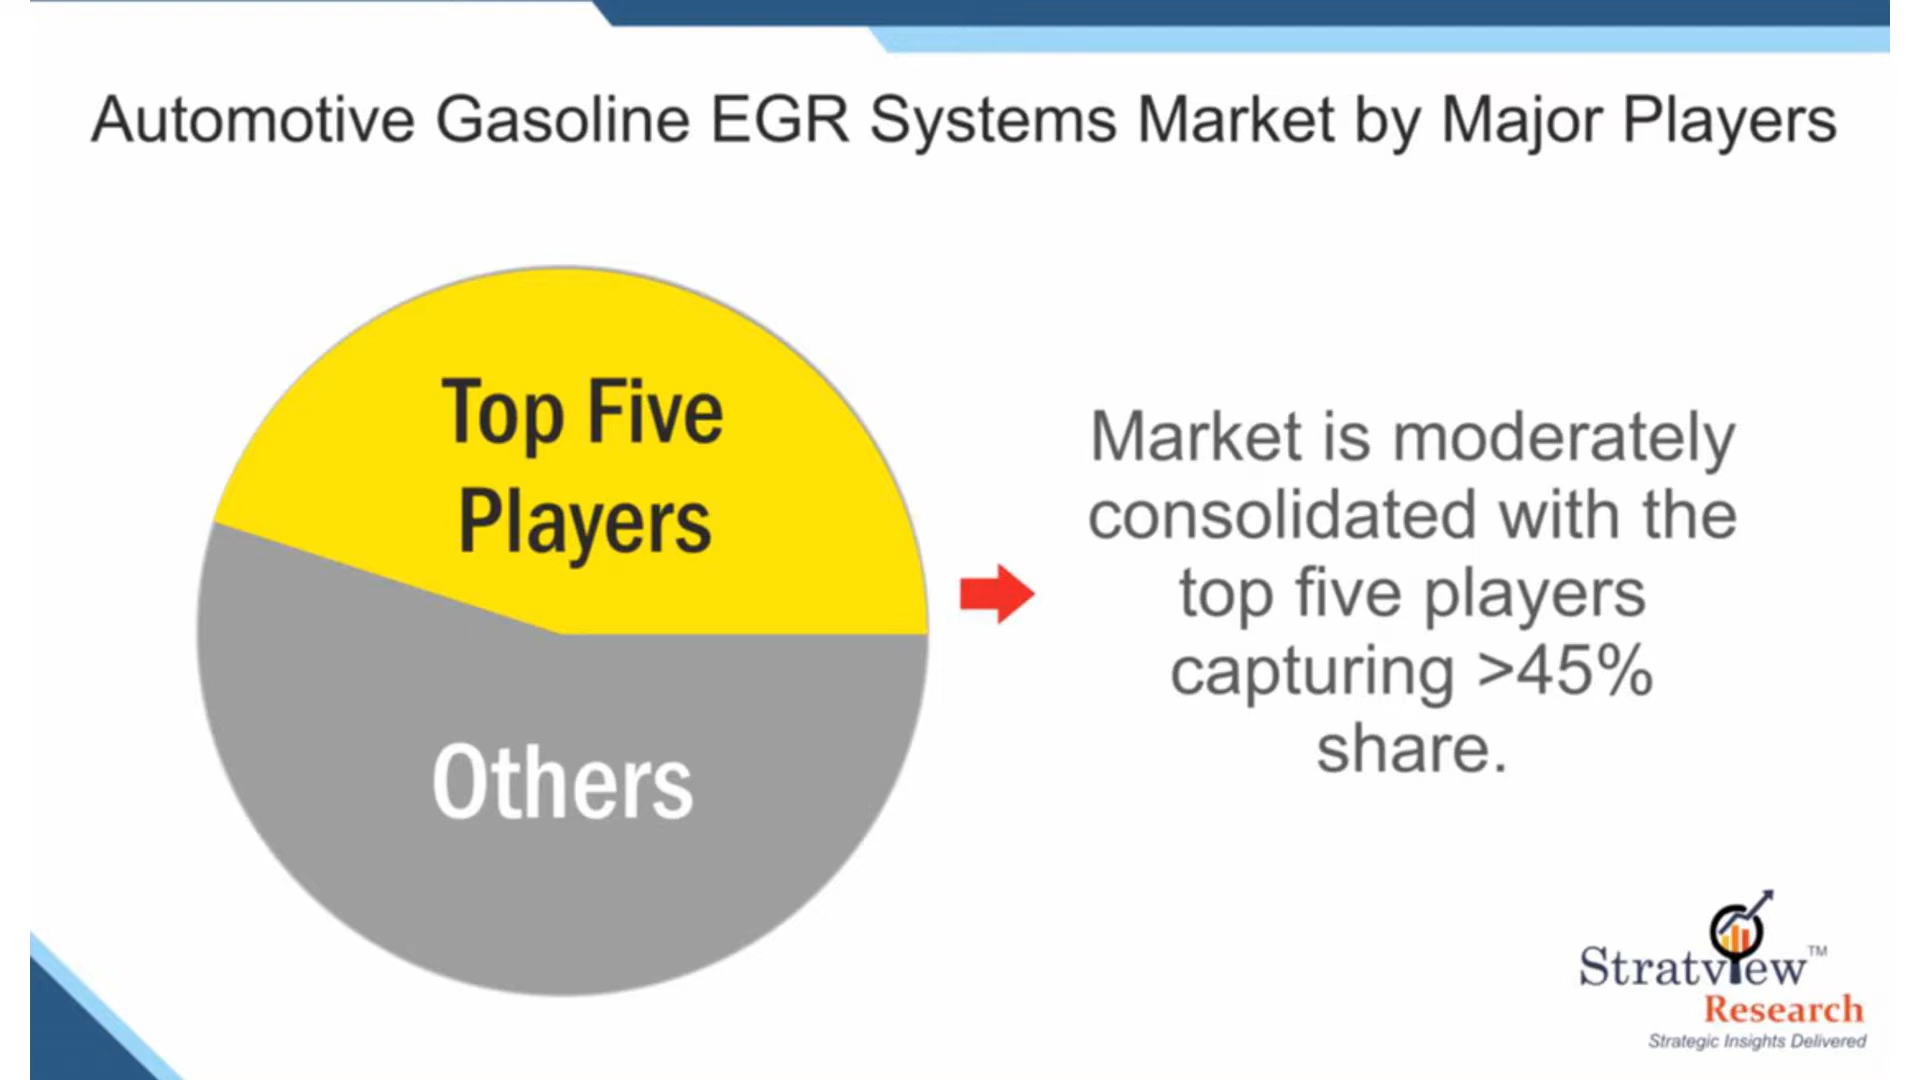 Automotive Gasoline EGR Systems Market by Major Players
Top Five
Players
Others
Market is moderately
consolidated with the
top five players
capturing >45%
share.
Stratview™
Research
Strategic Insights Delivered